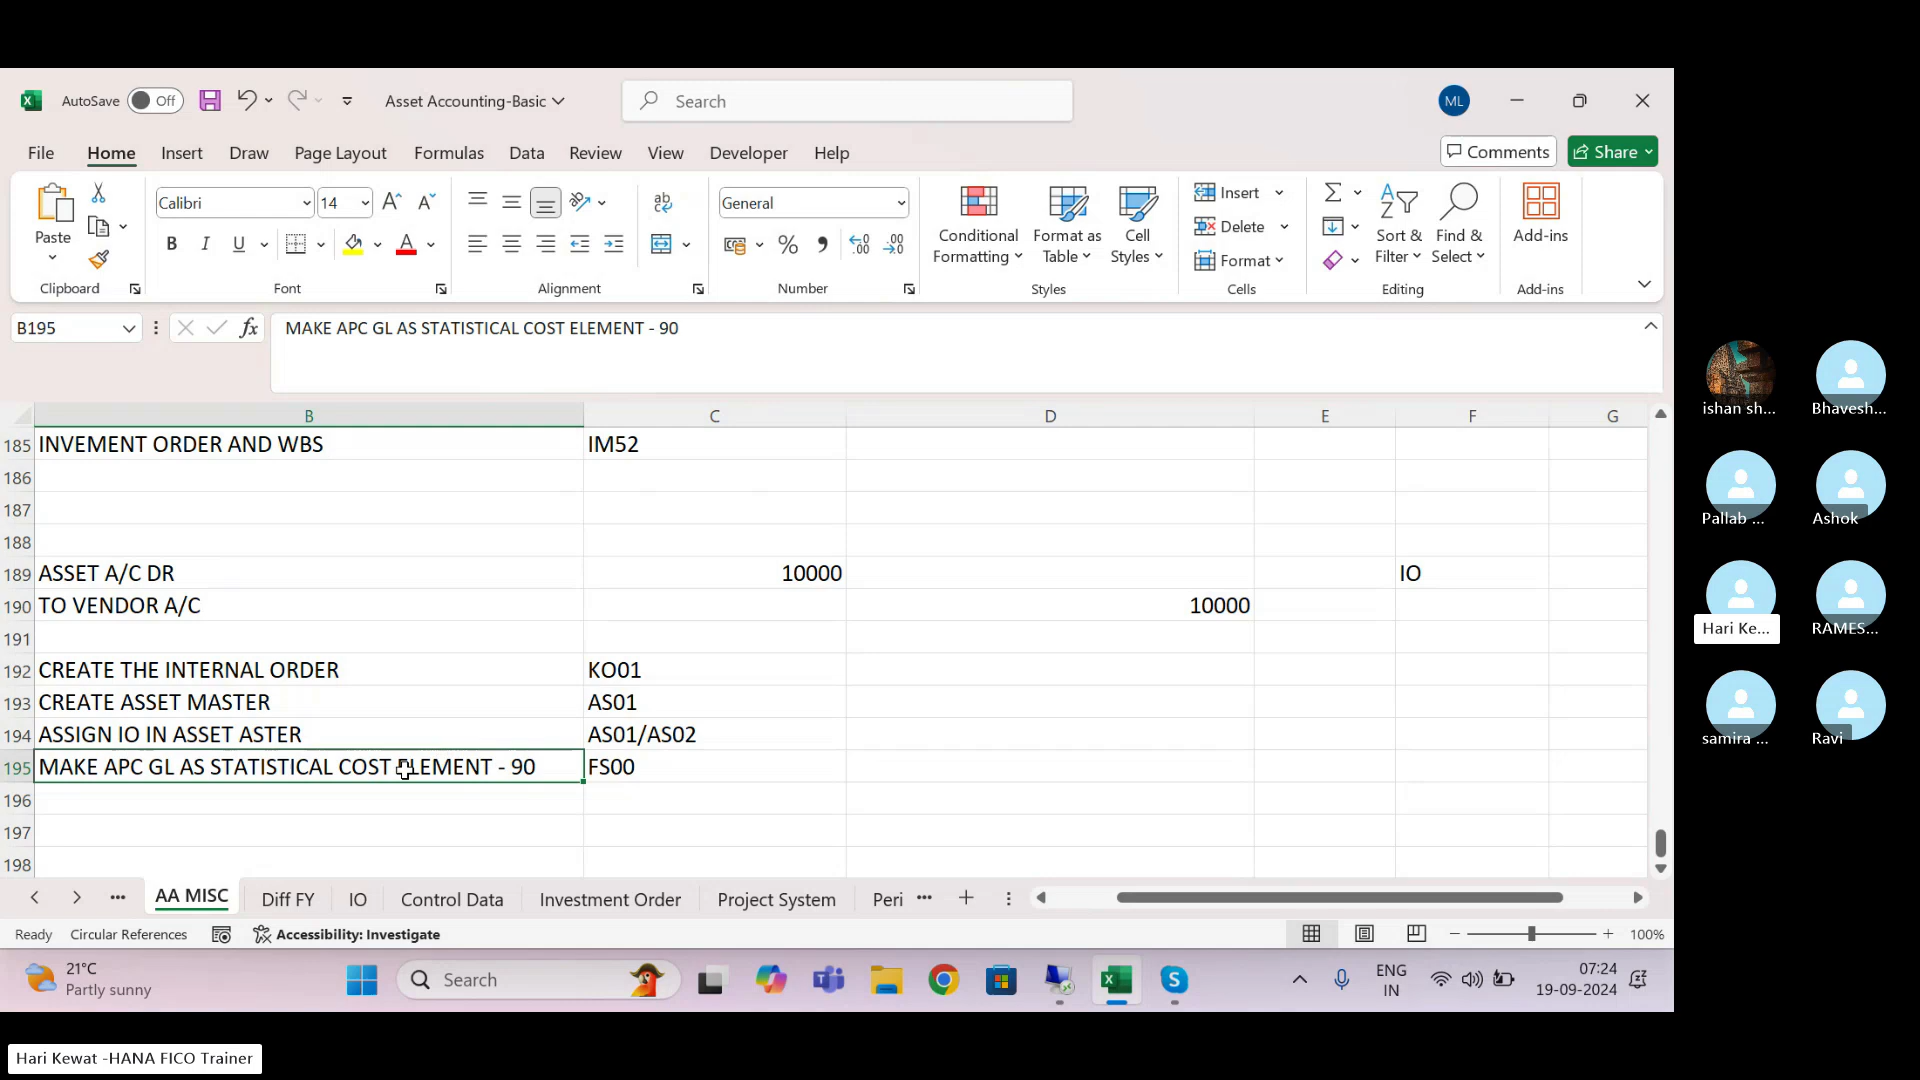 AutoSave Off Asset Accounting-Basic Search ML
File Home Insert Draw Page Layout Formulas Data Review View Developer Help Comments Share
Calibri 14 General Insert
Paste Conditional Formatting Format as Table Cell Styles Delete Sort & Filter Find & Select Add-ins
Format
Clipboard Font Alignment Number Styles Cells Editing Add-ins
B195 fx MAKE APC GL AS STATISTICAL COST ELEMENT - 90
B C D E F G
185 INVEMENT ORDER AND WBS IM52
186
187
188
189 ASSET A/C DR 10000 IO
190 TO VENDOR A/C 10000
191
192 CREATE THE INTERNAL ORDER KO01
193 CREATE ASSET MASTER AS01
194 ASSIGN IO IN ASSET ASTER AS01/AS02
195 MAKE APC GL AS STATISTICAL COST ELEMENT - 90 FS00
196
197
198
AA MISC Diff FY IO Control Data Investment Order Project System Peri
Ready Circular References Accessibility: Investigate 100%
21°C
Partly sunny
Search
ENG
IN
07:24
19-09-2024
ishan sh... Bhavesh...
Pallab ... Ashok
Hari Ke... RAMES...
samira ... Ravi
Hari Kewat -HANA FICO Trainer